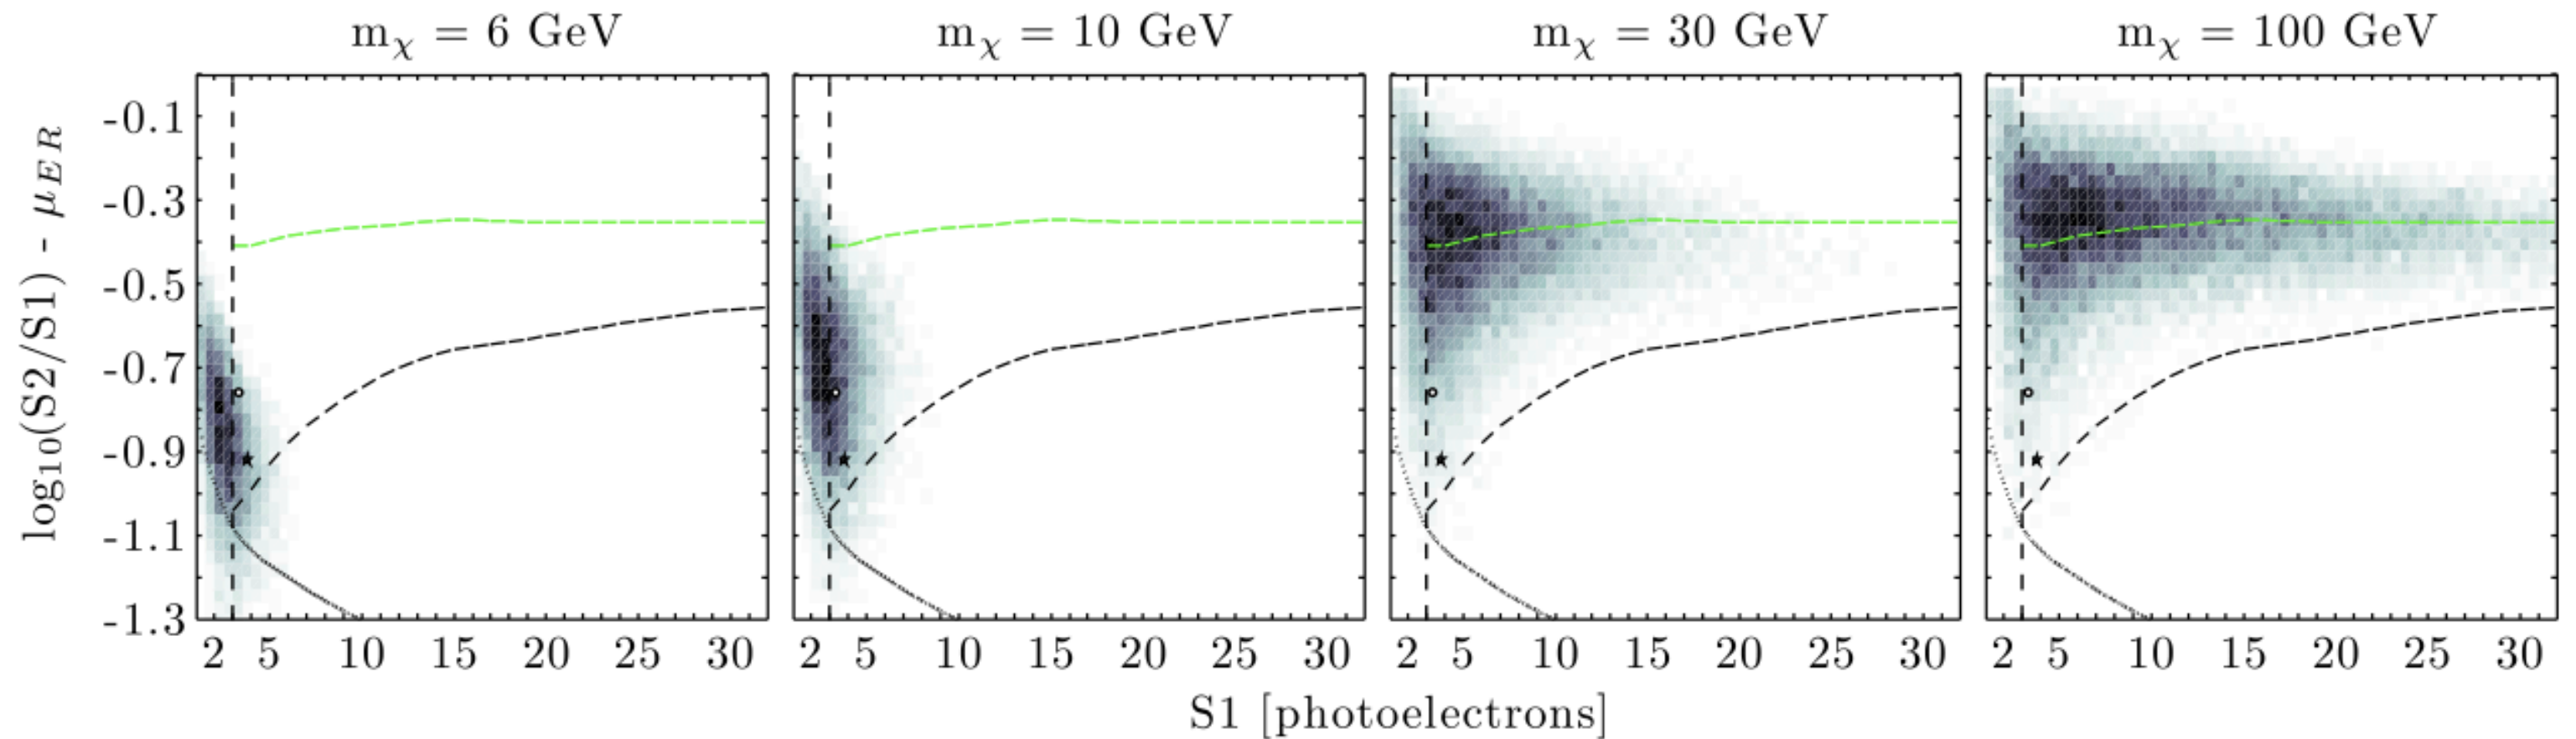 m_χ = 6 GeV
m_χ = 10 GeV
m_χ = 30 GeV
m_χ = 100 GeV
log₁₀(S2/S1) - μ_ER
-0.1
-0.3
-0.5
-0.7
-0.9
-1.1
-1.3
2 5 10 15 20 25 30
2 5 10 15 20 25 30
2 5 10 15 20 25 30
2 5 10 15 20 25 30
S1 [photoelectrons]